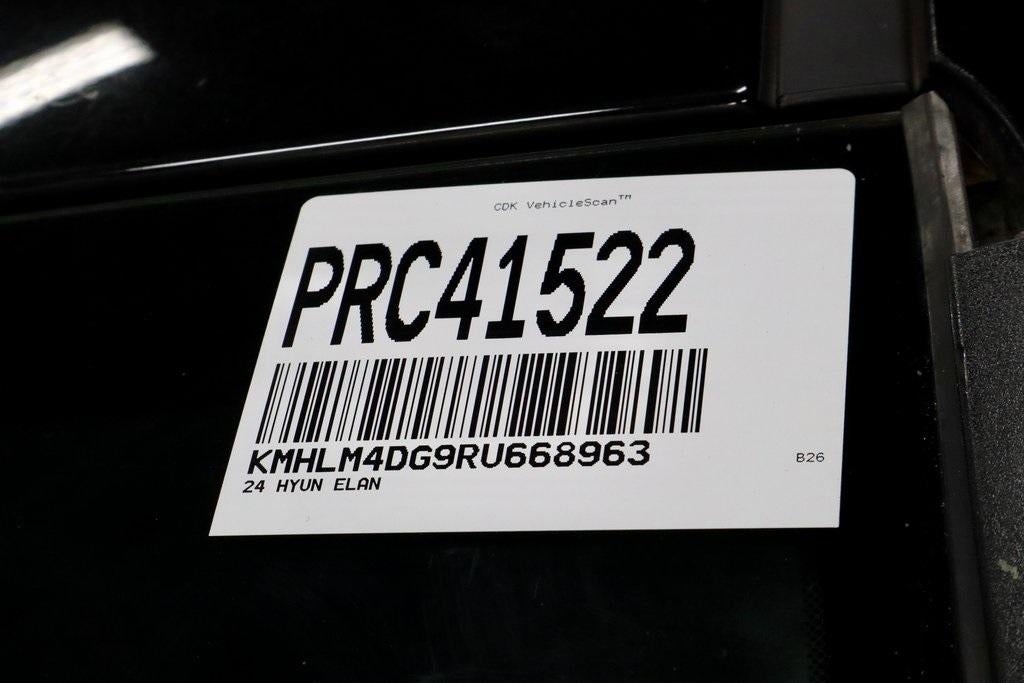 CDK VehicleScan™
PRC41522
KMHLM4DG9RU668963
24 HYUN ELAN
B26